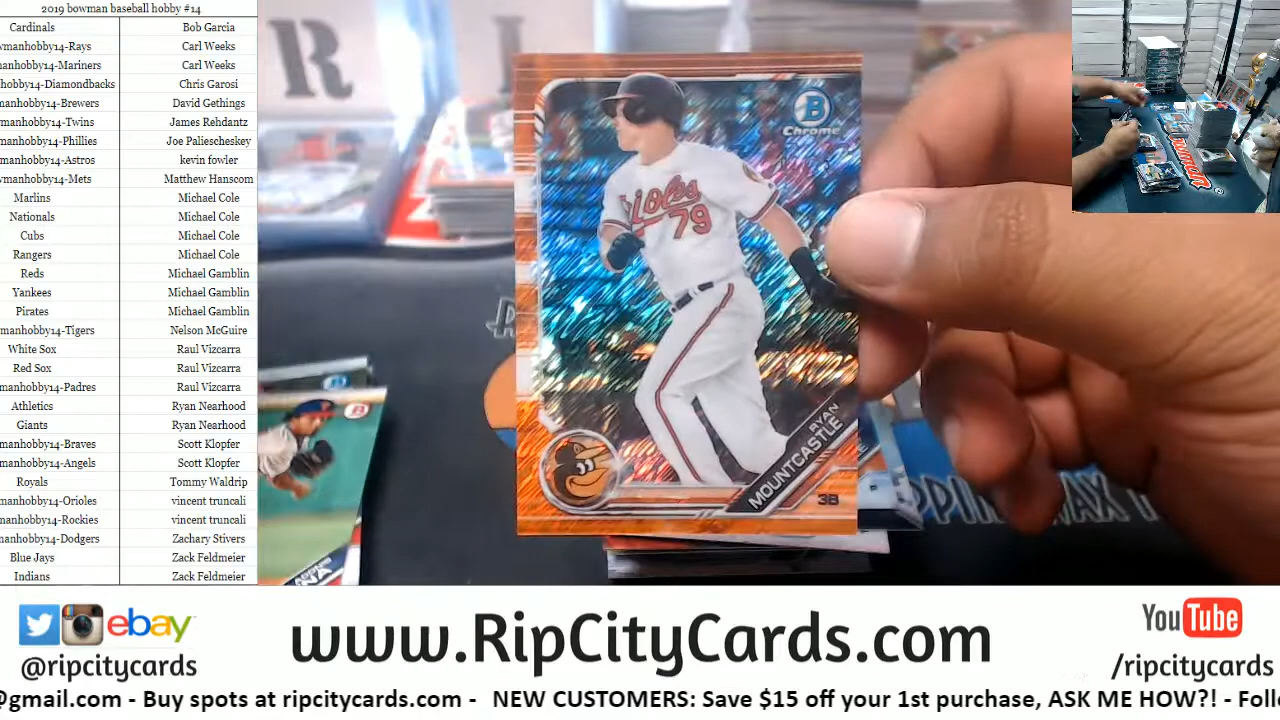 2019 bowman baseball hobby #14
Cardinals Bob Garcia
wmanhobby14-Rays Carl Weeks
manhobby14-Mariners Carl Weeks
hobby14-Diamondbacks Chris Garosi
manhobby14-Brewers David Gethings
wmanhobby14-Twins James Rehdantz
manhobby14-Phillies Joe Paliescheskey
manhobby14-Astros kevin fowler
wmanhobby14-Mets Matthew Hanscom
Marlins Michael Cole
Nationals Michael Cole
Cubs Michael Cole
Rangers Michael Cole
Reds Michael Gamblin
Yankees Michael Gamblin
Pirates Michael Gamblin
manhobby14-Tigers Nelson McGuire
White Sox Raul Vizcarra
Red Sox Raul Vizcarra
manhobby14-Padres Raul Vizcarra
Athletics Ryan Nearhood
Giants Ryan Nearhood
manhobby14-Braves Scott Klopfer
manhobby14-Angels Scott Klopfer
Royals Tommy Waldrip
manhobby14-Orioles vincent truncali
manhobby14-Rockies vincent truncali
manhobby14-Dodgers Zachary Stivers
Blue Jays Zack Feldmeier
Indians Zack Feldmeier
R I
B
Chrome
Orioles
79
RYAN
MOUNTCASTLE
3B
ebay
@ripcitycards
www.RipCityCards.com
YouTube
/ripcitycards
@gmail.com - Buy spots at ripcitycards.com - NEW CUSTOMERS: Save $15 off your 1st purchase, ASK ME HOW?! - Follo